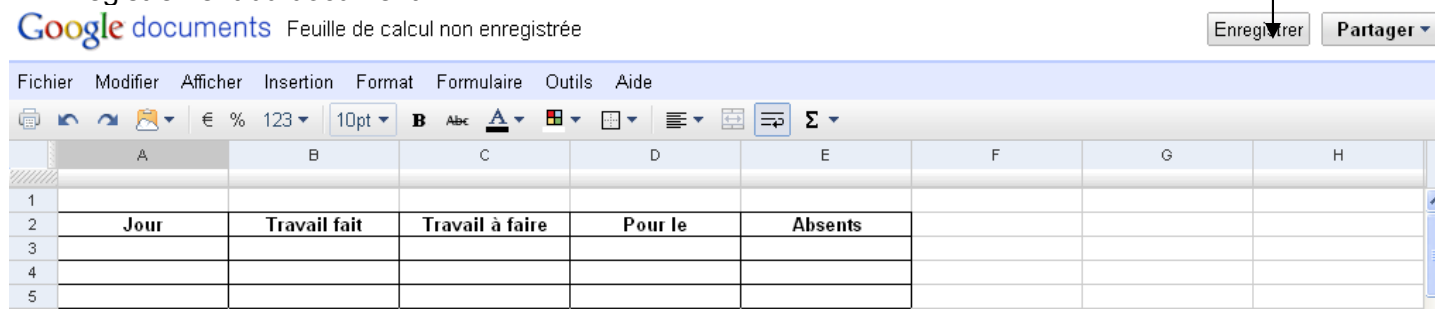 Google documents Feuille de calcul non enregistrée Enregistrer Partager
Fichier Modifier Afficher Insertion Format Formulaire Outils Aide
€ % 123 10pt B Abc A Σ
A B C D E F G H
1
2 Jour Travail fait Travail à faire Pour le Absents
3
4
5